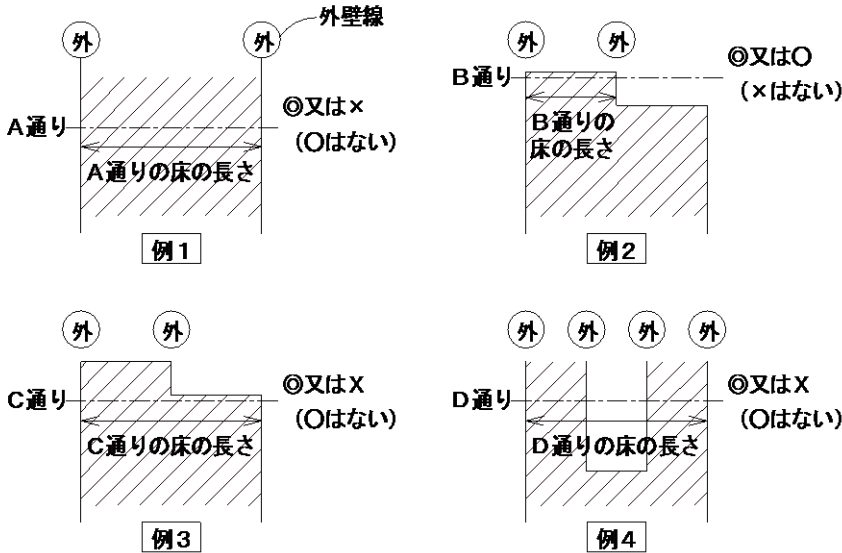 外
外
外壁線
A通り
◎又は×
(〇はない)
A通りの床の長さ
例1
外
外
B通り
◎又は〇
(×はない)
B通りの
床の長さ
例2
外
外
C通り
◎又はX
(〇はない)
C通りの床の長さ
例3
外
外
外
外
D通り
◎又はX
(〇はない)
D通りの床の長さ
例4